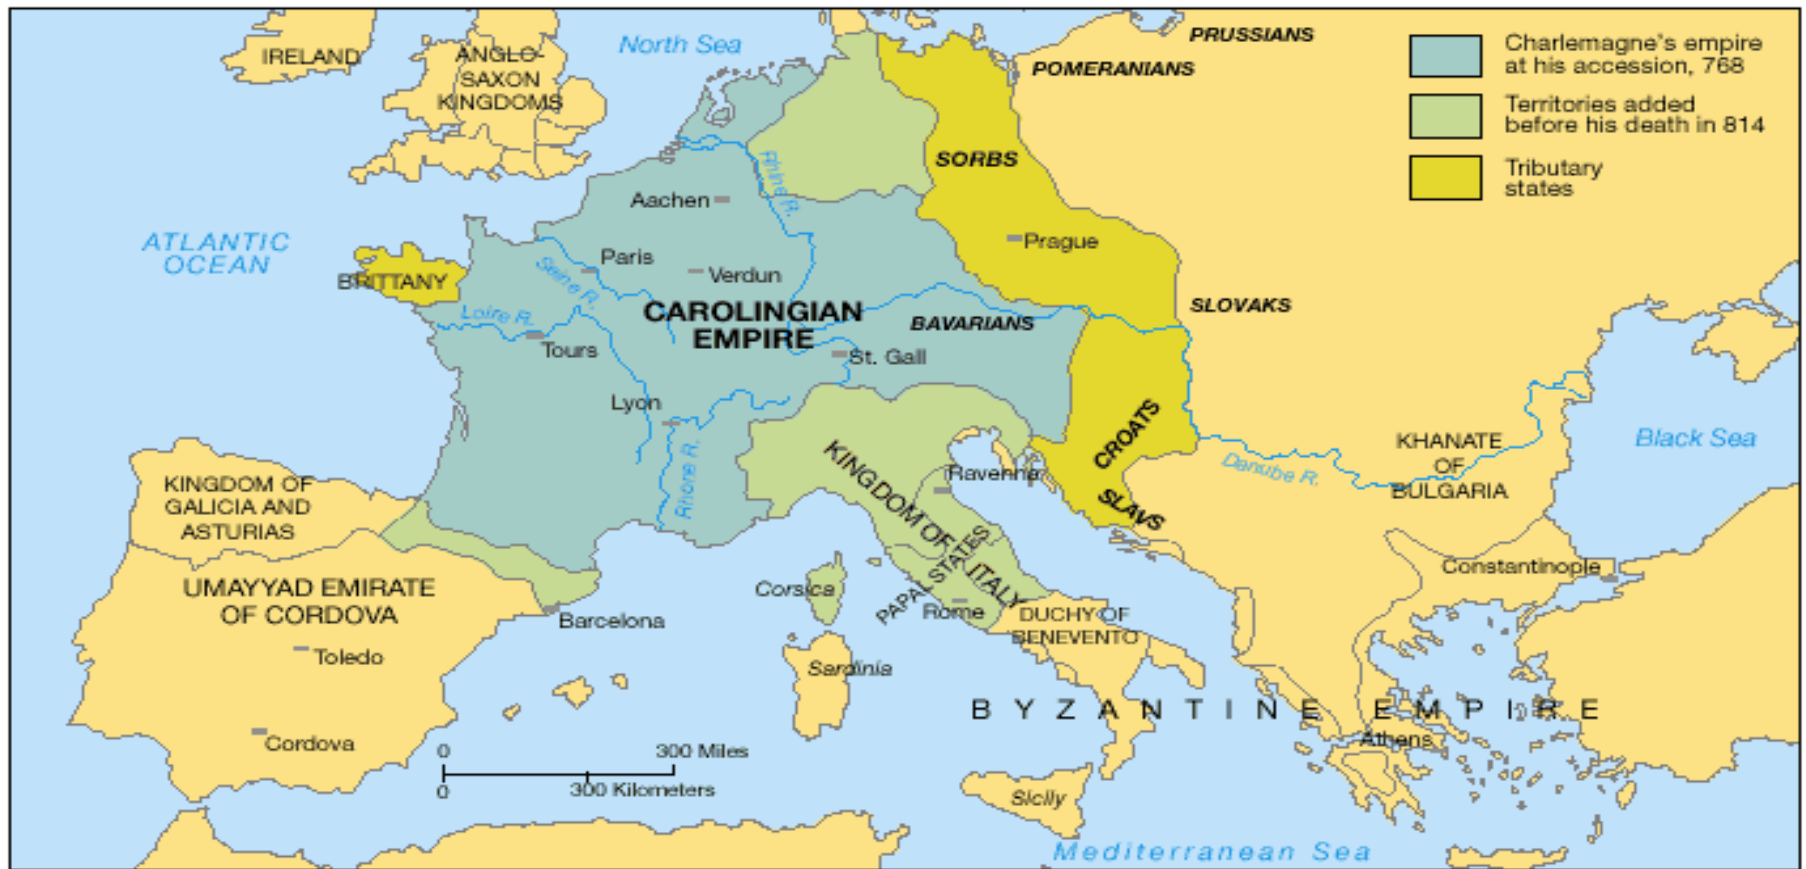 IRELAND
ANGLO-
SAXON
KINGDOMS
North Sea
PRUSSIANS
POMERANIANS
Charlemagne's empire
at his accession, 768
Territories added
before his death in 814
Tributary
states
SORBS
Rhine R.
Aachen
ATLANTIC
OCEAN
Prague
Paris
Verdun
Seine R.
BRITTANY
Loire R.
CAROLINGIAN
EMPIRE
BAVARIANS
SLOVAKS
Tours
St. Gall
Lyon
CROATS
SLAVS
KHANATE
OF
BULGARIA
Black Sea
Danube R.
KINGDOM OF
GALICIA AND
ASTURIAS
Rhone R.
KINGDOM OF ITALY
Ravenna
PAPAL STATES
UMAYYAD EMIRATE
OF CORDOVA
Corsica
Rome
DUCHY OF
BENEVENTO
Constantinople
Barcelona
Toledo
Sardinia
BYZANTINE EMPIRE
Cordova
Athens
0 300 Miles
0 300 Kilometers
Sicily
Mediterranean Sea